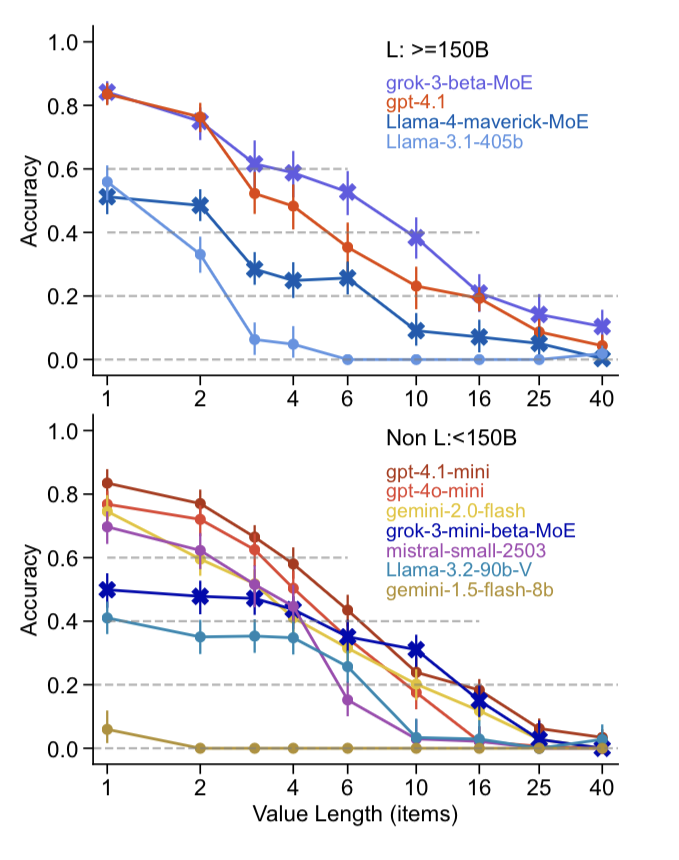 L: >=150B
grok-3-beta-MoE
gpt-4.1
Llama-4-maverick-MoE
Llama-3.1-405b
Accuracy
1.0
0.8
0.6
0.4
0.2
0.0
1 2 4 6 10 16 25 40
Non L:<150B
gpt-4.1-mini
gpt-4o-mini
gemini-2.0-flash
grok-3-mini-beta-MoE
mistral-small-2503
Llama-3.2-90b-V
gemini-1.5-flash-8b
Accuracy
1.0
0.8
0.6
0.4
0.2
0.0
1 2 4 6 10 16 25 40
Value Length (items)